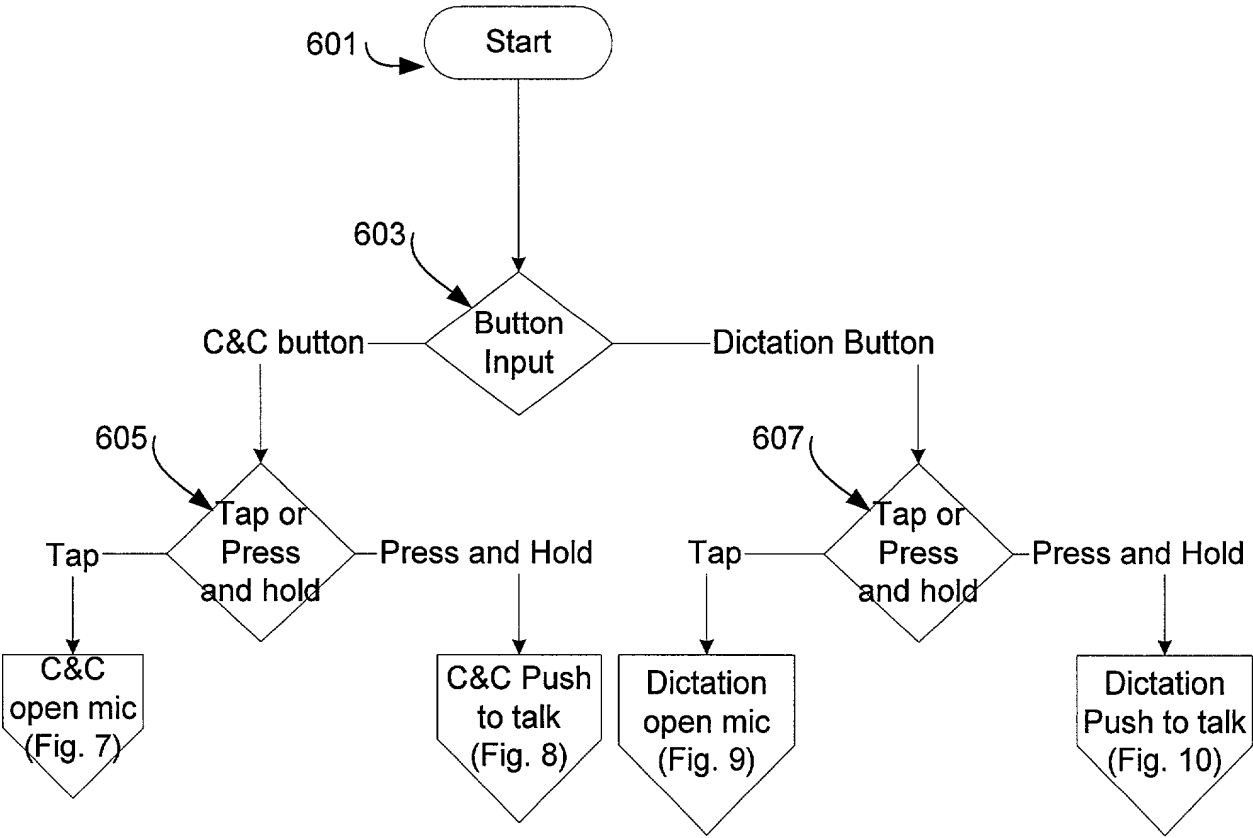 601
Start
603
Button
Input
C&C button
Dictation Button
605
607
Tap or
Press
and hold
Tap
Press and Hold
Tap or
Press
and hold
Tap
Press and Hold
C&C
open mic
(Fig. 7)
C&C Push
to talk
(Fig. 8)
Dictation
open mic
(Fig. 9)
Dictation
Push to talk
(Fig. 10)